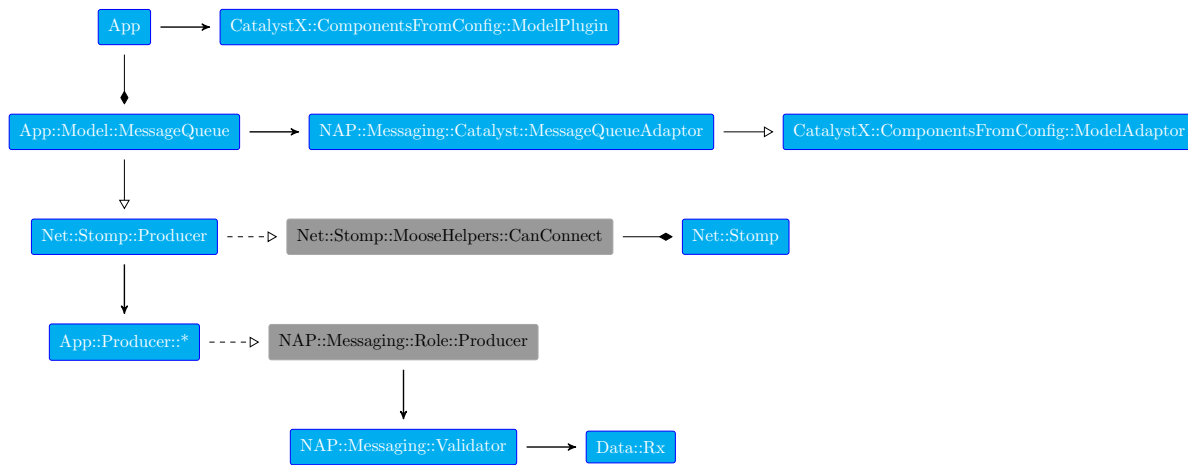 App
CatalystX::ComponentsFromConfig::ModelPlugin
App::Model::MessageQueue
NAP::Messaging::Catalyst::MessageQueueAdaptor
CatalystX::ComponentsFromConfig::ModelAdaptor
Net::Stomp::Producer
Net::Stomp::MooseHelpers::CanConnect
Net::Stomp
App::Producer::*
NAP::Messaging::Role::Producer
NAP::Messaging::Validator
Data::Rx